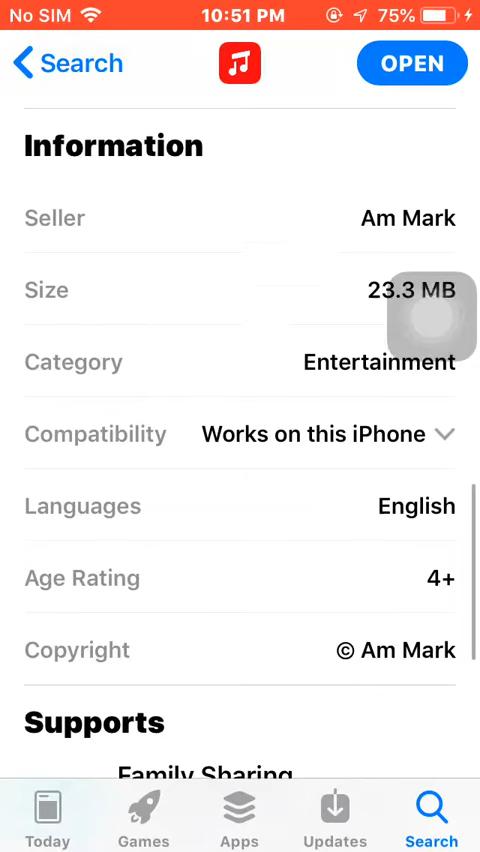 No SIM 10:51 PM 75%
Search OPEN
Information
Seller Am Mark
Size 23.3 MB
Category Entertainment
Compatibility Works on this iPhone
Languages English
Age Rating 4+
Copyright © Am Mark
Supports
Family Sharing
Today Games Apps Updates Search